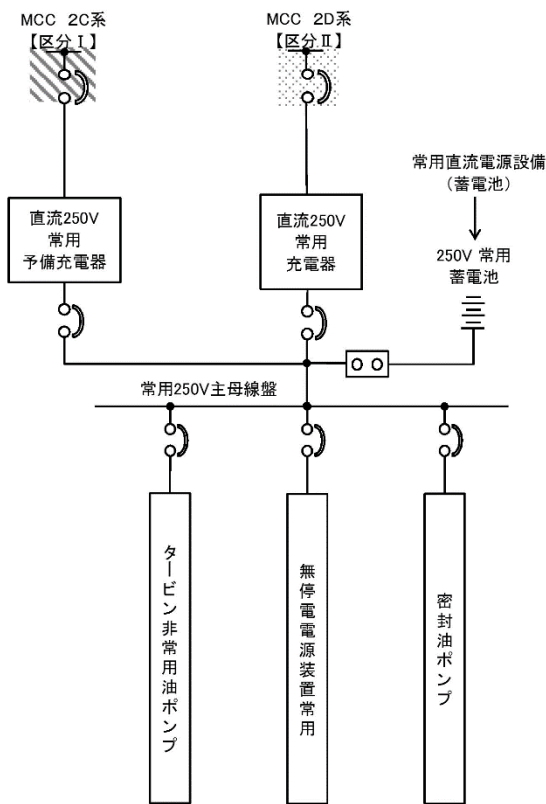 MCC 2C系
【区分Ⅰ】
MCC 2D系
【区分Ⅱ】
常用直流電源設備
(蓄電池)
直流250V
常用
予備充電器
直流250V
常用
充電器
250V 常用
蓄電池
常用250V主母線盤
タービン非常用油ポンプ
無停電電源装置常用
密封油ポンプ